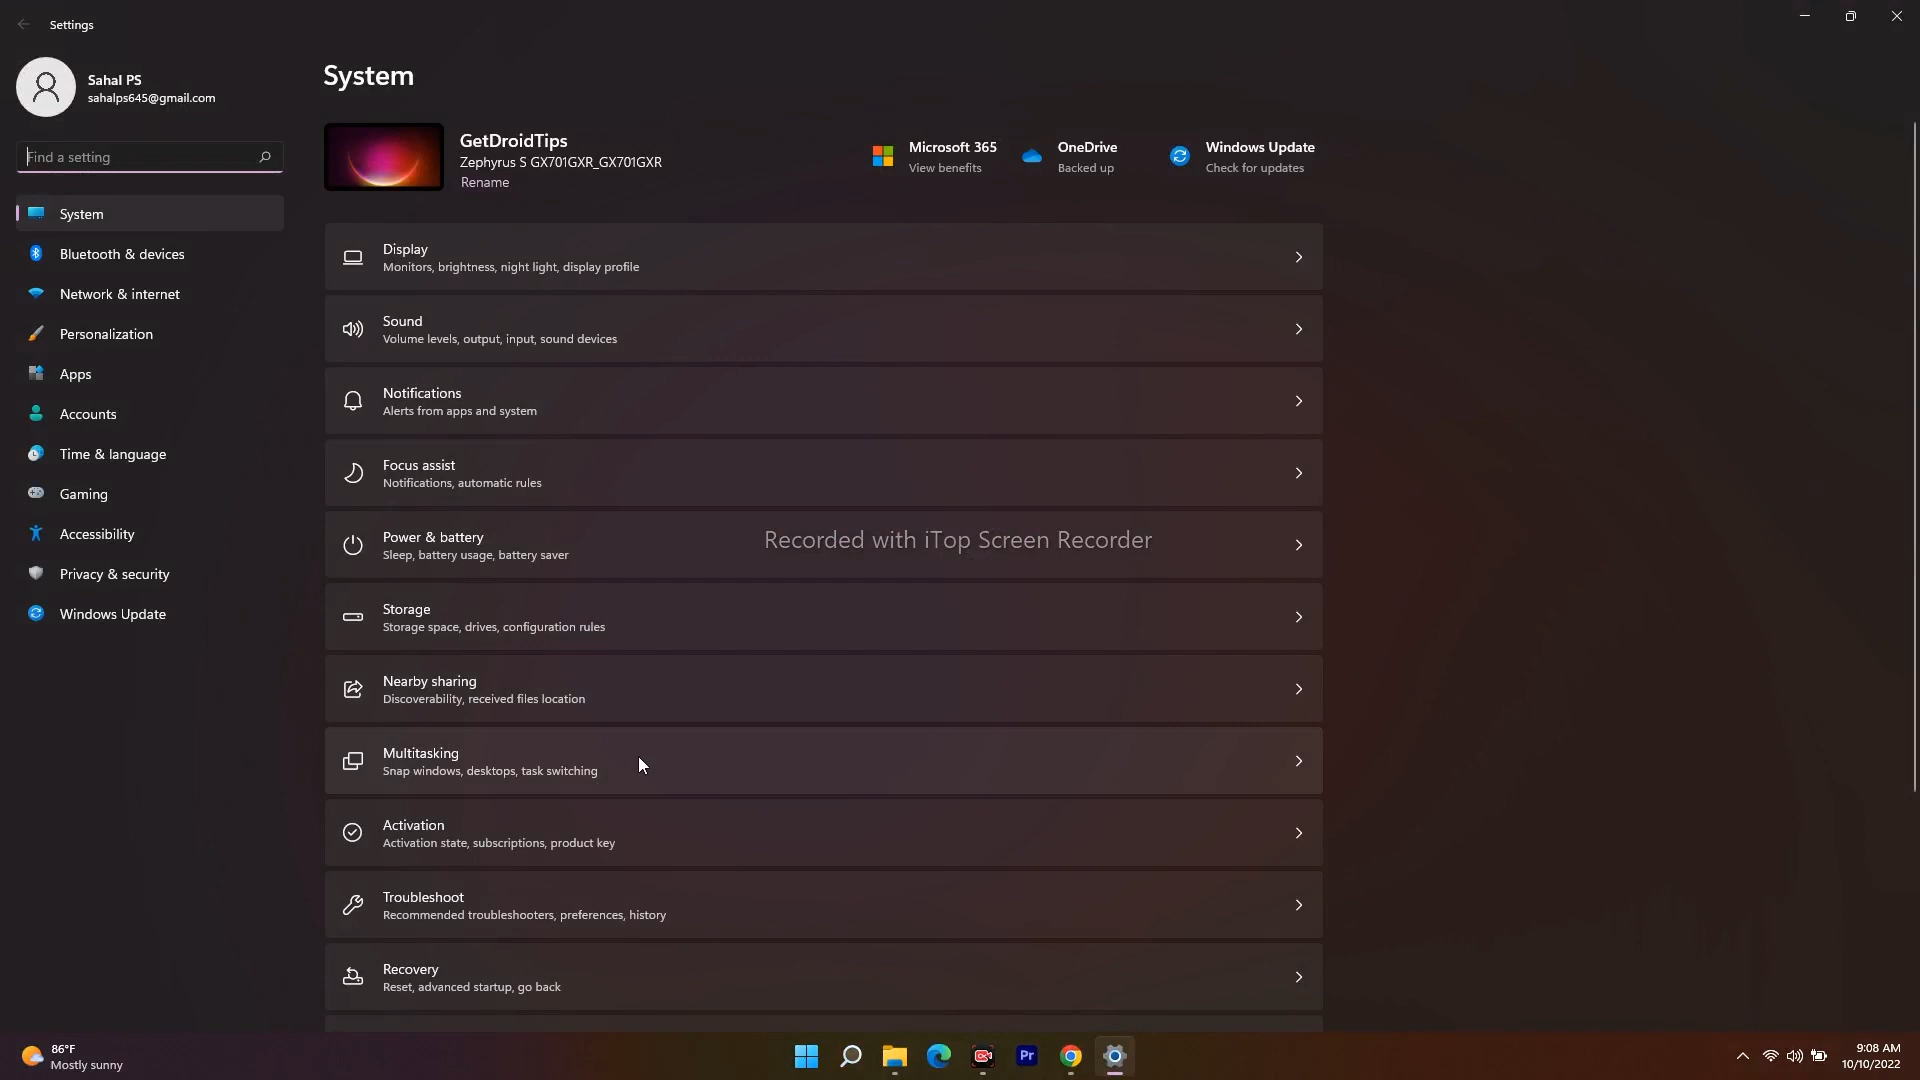 Settings
Sahal PS
sahalps645@gmail.com
Find a setting
System
Bluetooth & devices
Network & internet
Personalization
Apps
Accounts
Time & language
Gaming
Accessibility
Privacy & security
Windows Update
System
GetDroidTips
Zephyrus S GX701GXR_GX701GXR
Rename
Microsoft 365
View benefits
OneDrive
Backed up
Windows Update
Check for updates
Display
Monitors, brightness, night light, display profile
Sound
Volume levels, output, input, sound devices
Notifications
Alerts from apps and system
Focus assist
Notifications, automatic rules
Power & battery
Sleep, battery usage, battery saver
Recorded with iTop Screen Recorder
Storage
Storage space, drives, configuration rules
Nearby sharing
Discoverability, received files location
Multitasking
Snap windows, desktops, task switching
Activation
Activation state, subscriptions, product key
Troubleshoot
Recommended troubleshooters, preferences, history
Recovery
Reset, advanced startup, go back
86°F
Mostly sunny
Pr
9:08 AM
10/10/2022